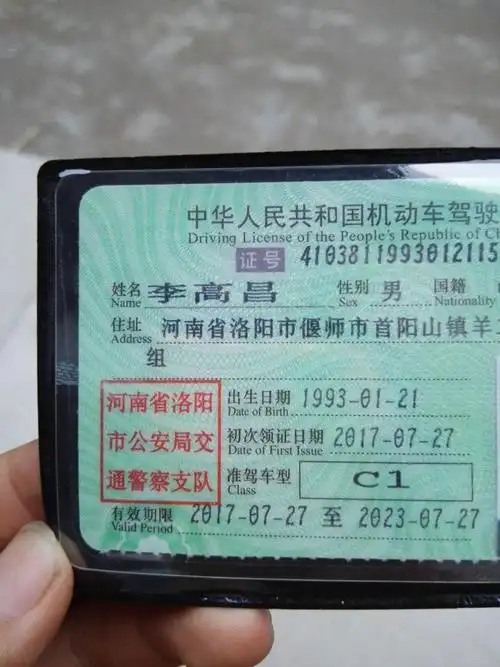 中华人民共和国机动车驾驶
Driving License of the People's Republic of Ch
证号 4103811993012115
姓名 李高昌 性别 男 国籍
Name Sex Nationality
住址 河南省洛阳市偃师市首阳山镇羊
Address
组
河南省洛阳
市公安局交
通警察支队
出生日期 1993-01-21
Date of Birth
初次领证日期 2017-07-27
Date of First Issue
准驾车型 C1
Class
有效期限 2017-07-27 至 2023-07-27
Valid Period